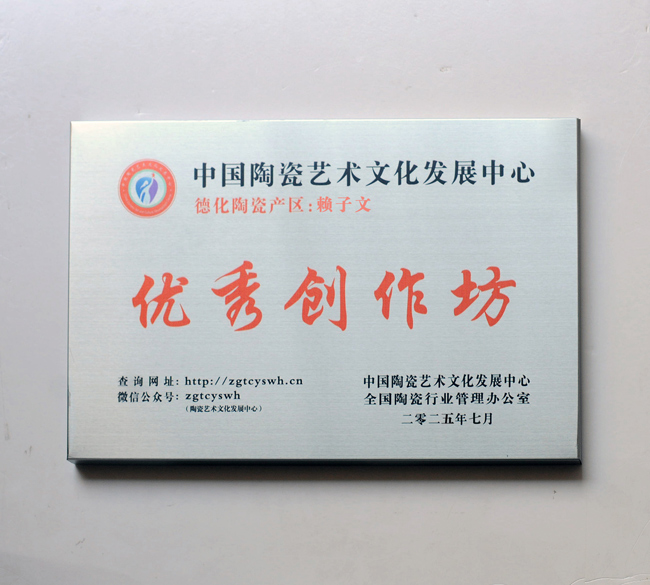 中国陶瓷艺术文化发展中心
德化陶瓷产区:赖子文
优秀创作坊
查询网址: http://zgtcyswh.cn
微信公众号: zgtcyswh
(陶瓷艺术文化发展中心)
中国陶瓷艺术文化发展中心
全国陶瓷行业管理办公室
二零二五年七月